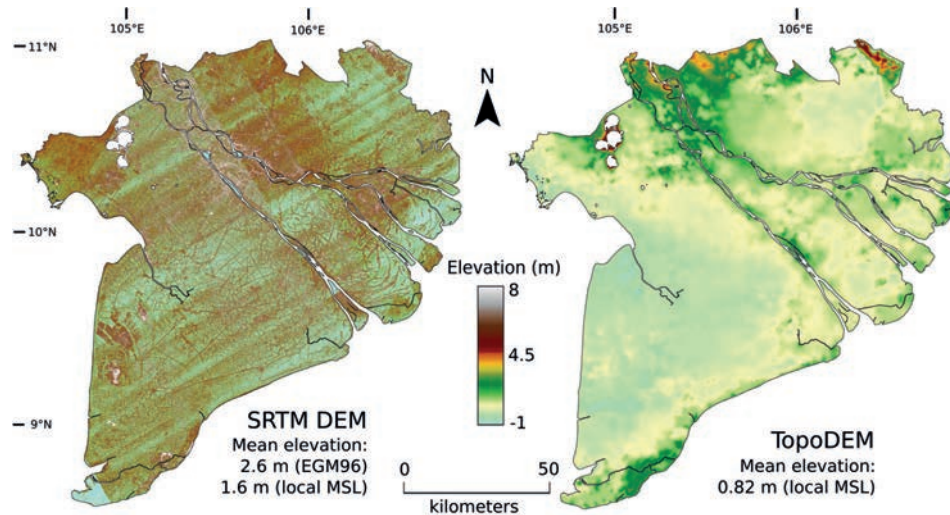 105°E 106°E 105°E 106°E
11°N
N
10°N
Elevation (m)
8
4.5
-1
9°N
SRTM DEM
Mean elevation:
2.6 m (EGM96)
1.6 m (local MSL)
0 50
kilometers
TopoDEM
Mean elevation:
0.82 m (local MSL)